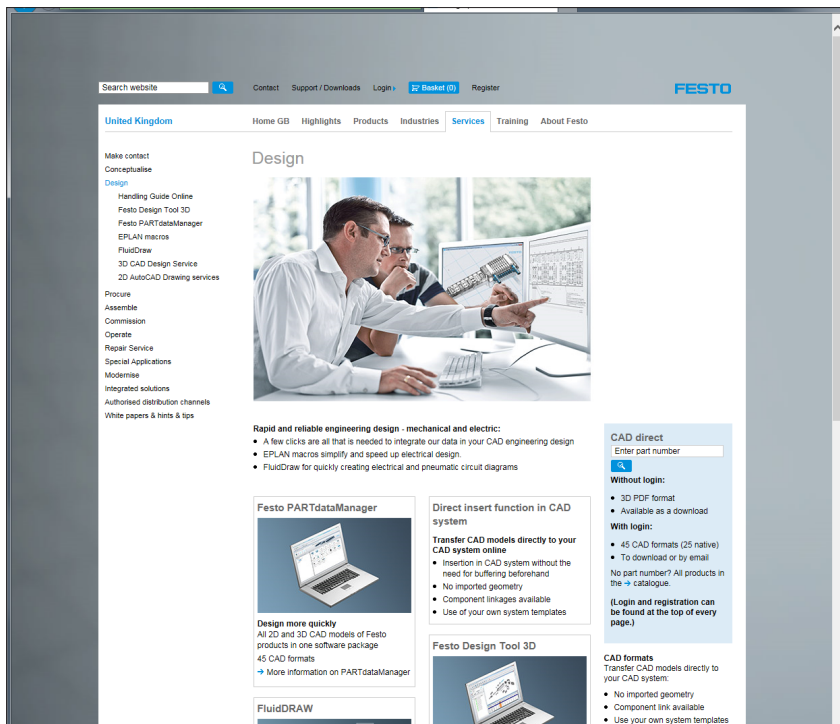 Search website
Contact Support / Downloads Login Basket (0) Register
FESTO
United Kingdom
Home GB Highlights Products Industries Services Training About Festo
Make contact
Conceptualise
Design
Handling Guide Online
Festo Design Tool 3D
Festo PARTdataManager
EPLAN macros
FluidDraw
3D CAD Design Service
2D AutoCAD Drawing services
Procure
Assemble
Commission
Operate
Repair Service
Special Applications
Modernise
Integrated solutions
Authorised distribution channels
White papers & hints & tips
Design
Rapid and reliable engineering design - mechanical and electric:
• A few clicks are all that is needed to integrate our data in your CAD engineering design
• EPLAN macros simplify and speed up electrical design.
• FluidDraw for quickly creating electrical and pneumatic circuit diagrams
Festo PARTdataManager
Design more quickly
All 2D and 3D CAD models of Festo
products in one software package
45 CAD formats
→ More information on PARTdataManager
FluidDRAW
Direct insert function in CAD
system
Transfer CAD models directly to your
CAD system online
• Insertion in CAD system without the
need for buffering beforehand
• No imported geometry
• Component linkages available
• Use of your own system templates
Festo Design Tool 3D
CAD direct
Enter part number
Without login:
• 3D PDF format
• Available as a download
With login:
• 45 CAD formats (25 native)
• To download or by email
No part number? All products in
the → catalogue.
(Login and registration can
be found at the top of every
page.)
CAD formats
Transfer CAD models directly to
your CAD system:
• No imported geometry
• Component link available
• Use your own system templates